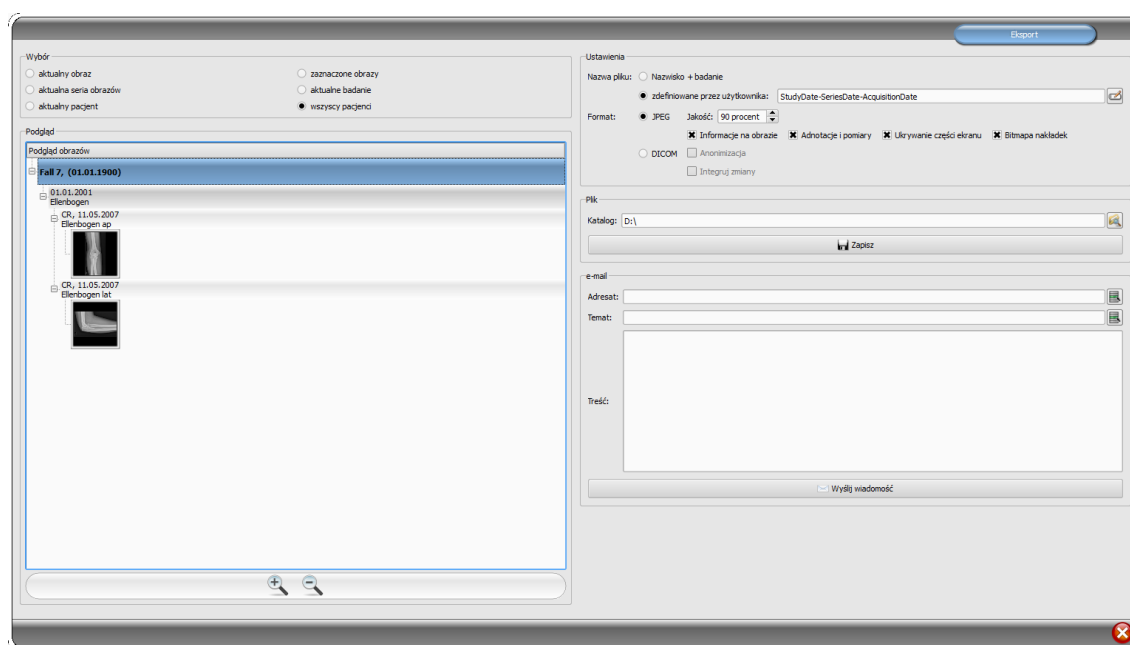 Eksport
Wybór
aktualny obraz
zaznaczone obrazy
aktualna seria obrazów
aktualne badanie
aktualny pacjent
wszyscy pacjenci
Podgląd
Podgląd obrazów
Fall 7, (01.01.1900)
01.01.2001
Ellenbogen
CR, 11.05.2007
Ellenbogen ap
CR, 11.05.2007
Ellenbogen lat
Ustawienia
Nazwa pliku: Nazwisko + badanie
zdefiniowane przez użytkownika: StudyDate-SeriesDate-AcquisitionDate
Format: JPEG Jakość: 90 procent
Informacje na obrazie Adnotacje i pomiary Ukrywanie części ekranu Bitmapa nakładek
DICOM Anonimizacja
Integruj zmiany
Plik
Katalog: D:\
Zapisz
e-mail
Adresat:
Temat:
Treść:
Wyślij wiadomość